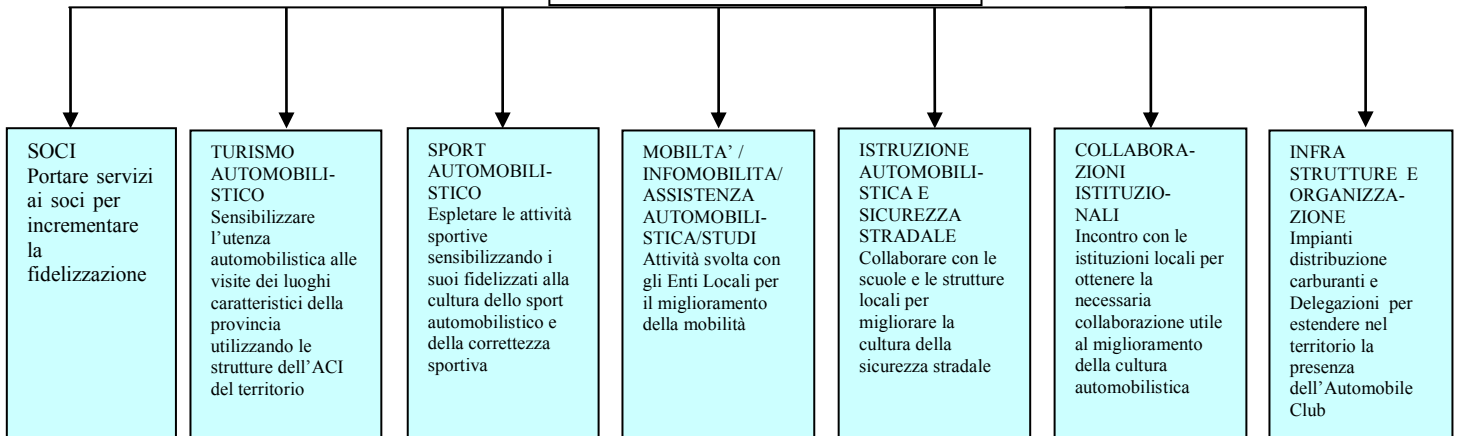 SOCI
Portare servizi
ai soci per
incrementare
la
fidelizzazione
TURISMO
AUTOMOBILI-
STICO
Sensibilizzare
l’utenza
automobilistica alle
visite dei luoghi
caratteristici della
provincia
utilizzando le
strutture dell’ACI
del territorio
SPORT
AUTOMOBILI-
STICO
Espletare le attività
sportive
sensibilizzando i
suoi fidelizzati alla
cultura dello sport
automobilistico e
della correttezza
sportiva
MOBILTA’ /
INFOMOBILITA/
ASSISTENZA
AUTOMOBILI-
STICA/STUDI
Attività svolta con
gli Enti Locali per
il miglioramento
della mobilità
ISTRUZIONE
AUTOMOBILI-
STICA E
SICUREZZA
STRADALE
Collaborare con le
scuole e le strutture
locali per
migliorare la
cultura della
sicurezza stradale
COLLABORA-
ZIONI
ISTITUZIO-
NALI
Incontro con le
istituzioni locali per
ottenere la
necessaria
collaborazione utile
al miglioramento
della cultura
automobilistica
INFRA
STRUTTURE E
ORGANIZZA-
ZIONE
Impianti
distribuzione
carburanti e
Delegazioni per
estendere nel
territorio la
presenza
dell’Automobile
Club